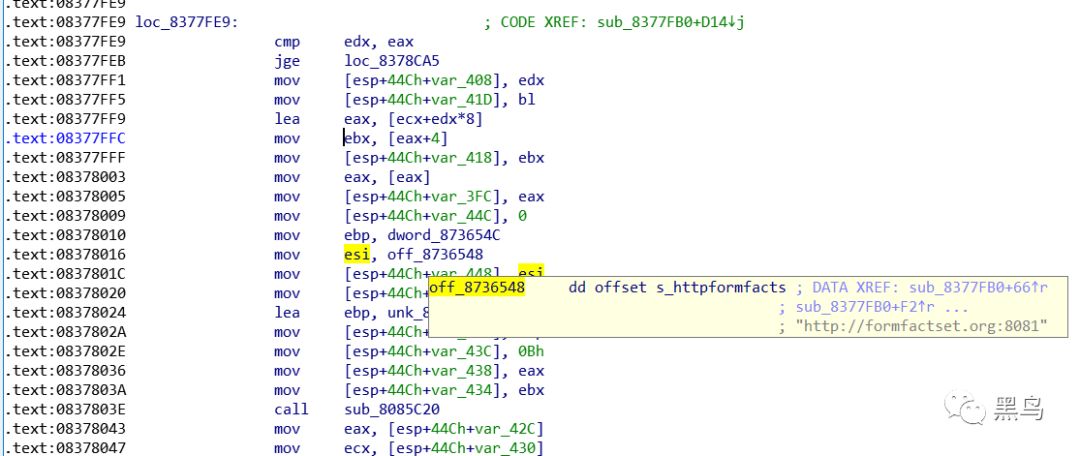 .text:08377FE9
.text:08377FE9 loc_8377FE9: ; CODE XREF: sub_8377FB0+D14↓j
.text:08377FE9 cmp edx, eax
.text:08377FEB jge loc_8378CA5
.text:08377FF1 mov [esp+44Ch+var_408], edx
.text:08377FF5 mov [esp+44Ch+var_41D], bl
.text:08377FF9 lea eax, [ecx+edx*8]
.text:08377FFC mov ebx, [eax+4]
.text:08377FFF mov [esp+44Ch+var_418], ebx
.text:08378003 mov eax, [eax]
.text:08378005 mov [esp+44Ch+var_3FC], eax
.text:08378009 mov [esp+44Ch+var_44C], 0
.text:08378010 mov ebp, dword_873654C
.text:08378016 mov esi, off_8736548
.text:0837801C mov [esp+44Ch+var_448], esi
off_8736548 dd offset s_httpformfacts ; DATA XREF: sub_8377FB0+66↑r
.text:08378020 mov [esp+
; sub_8377FB0+F2↑r ...
.text:08378024 lea ebp, unk_8
; "http://formfactset.org:8081"
.text:0837802A mov
.text:0837802E mov [esp+44Ch+var_43C], 0Bh
.text:08378036 mov [esp+44Ch+var_438], eax
.text:0837803A mov [esp+44Ch+var_434], ebx
.text:0837803E call sub_8085C20
.text:08378043 mov eax, [esp+44Ch+var_42C]
.text:08378047 mov ecx, [esp+44Ch+var_430]
黑鸟